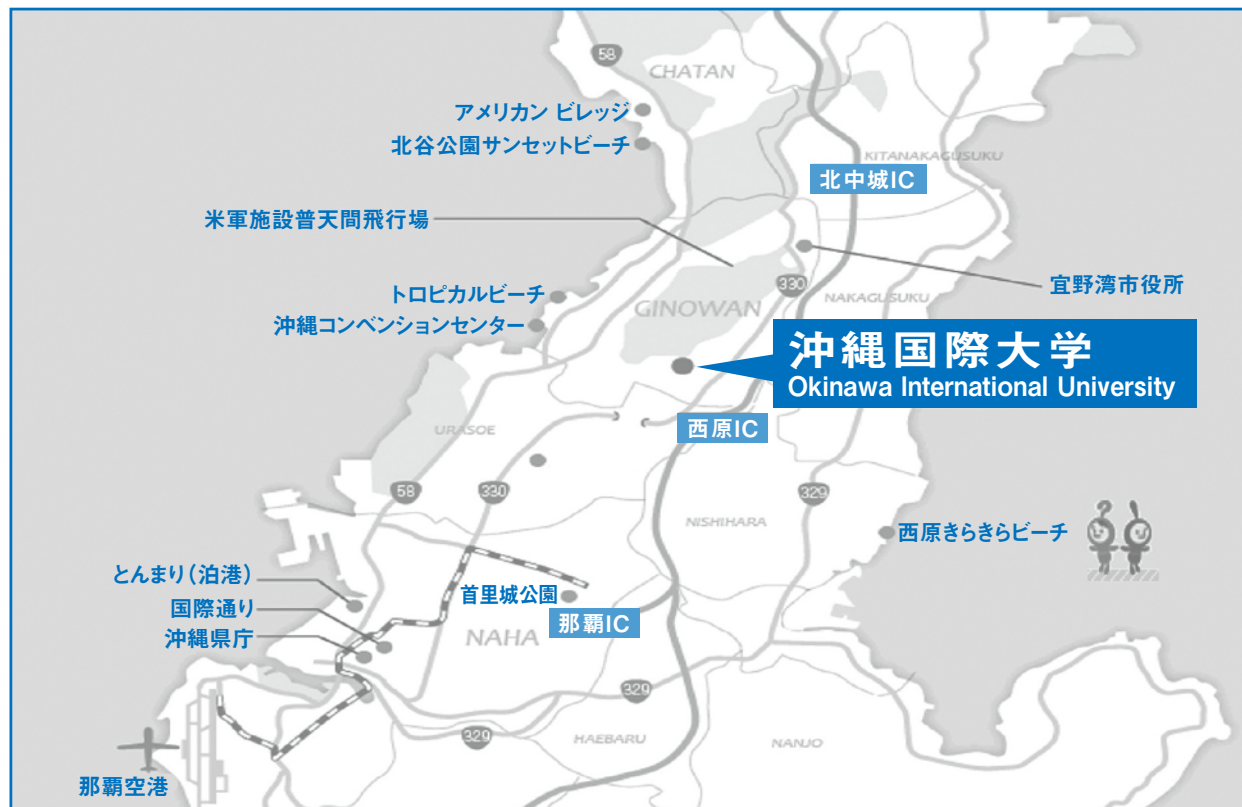 58
CHATAN
アメリカン ビレッジ
北谷公園サンセットビーチ
KITANAKAGUSUKU
北中城IC
米軍施設普天間飛行場
宜野湾市役所
330
NAKAGUSUKU
トロピカルビーチ
GINOWAN
沖縄コンベンションセンター
沖縄国際大学
Okinawa International University
西原IC
URASOE
58
330
329
NISHIHARA
西原きらきらビーチ
とんまり(泊港)
首里城公園
国際通り
那覇IC
沖縄県庁
NAHA
329
329
HAEBARU
NANJO
那覇空港